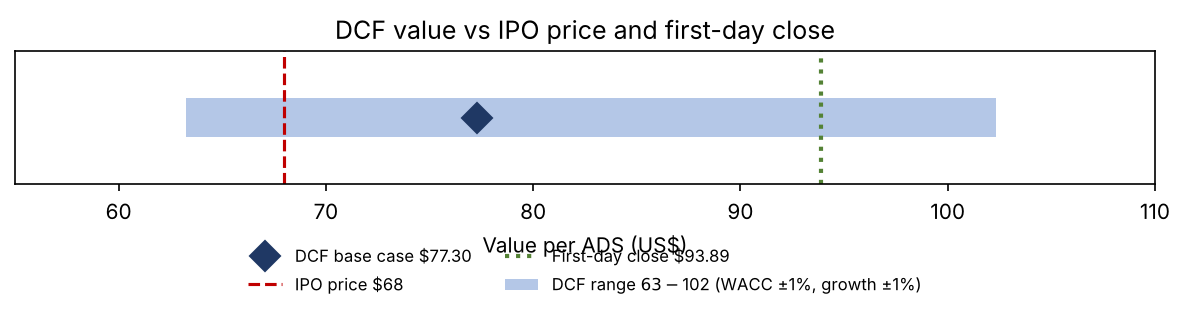 DCF value vs IPO price and first-day close
60 70 80 90 100 110
Value per ADS (US$)
DCF base case $77.30
First-day close $93.89
IPO price $68
DCF range 63 – 102 (WACC ±1%, growth ±1%)